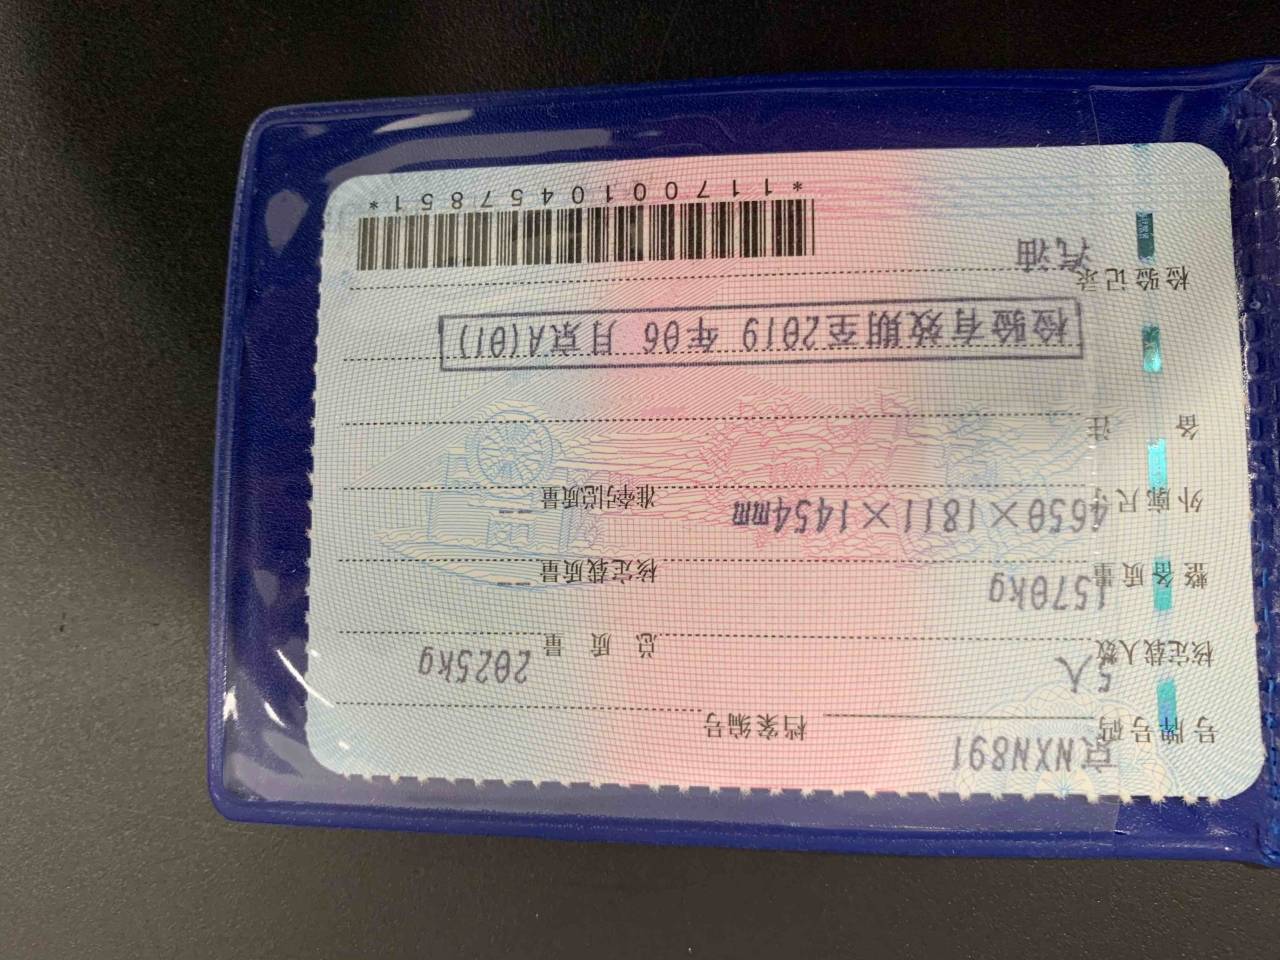 号牌号码 京NXN891 档案编号
核定载人数 5人 总质量 2025kg
整备质量 1570kg 核定载质量 --
外廓尺寸 4650×1811×1454mm 准牵引总质量 --
备注
检验有效期至2019年06月京A(01)
检验记录
汽油
*1170010457851*